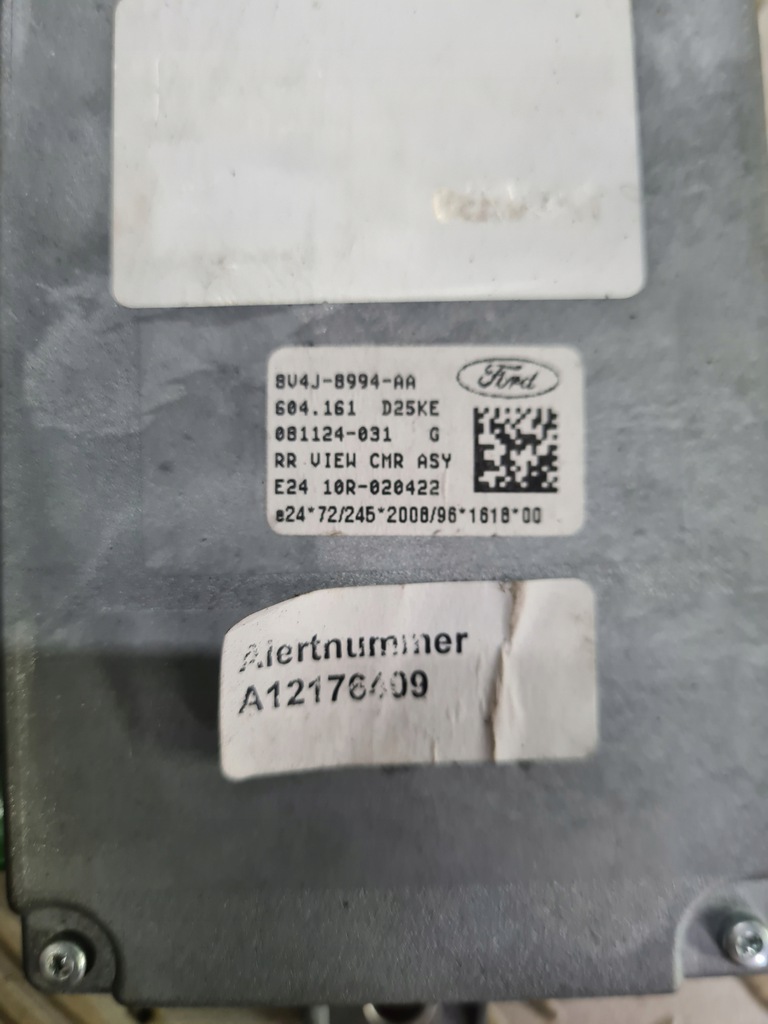 8V4J-8994-AA
Ford
604.161 D25KE
081124-031 G
RR VIEW CMR ASY
E24 10R-020422
e24*72/245*2008/96*1618*00
Alertnummer
A12176409